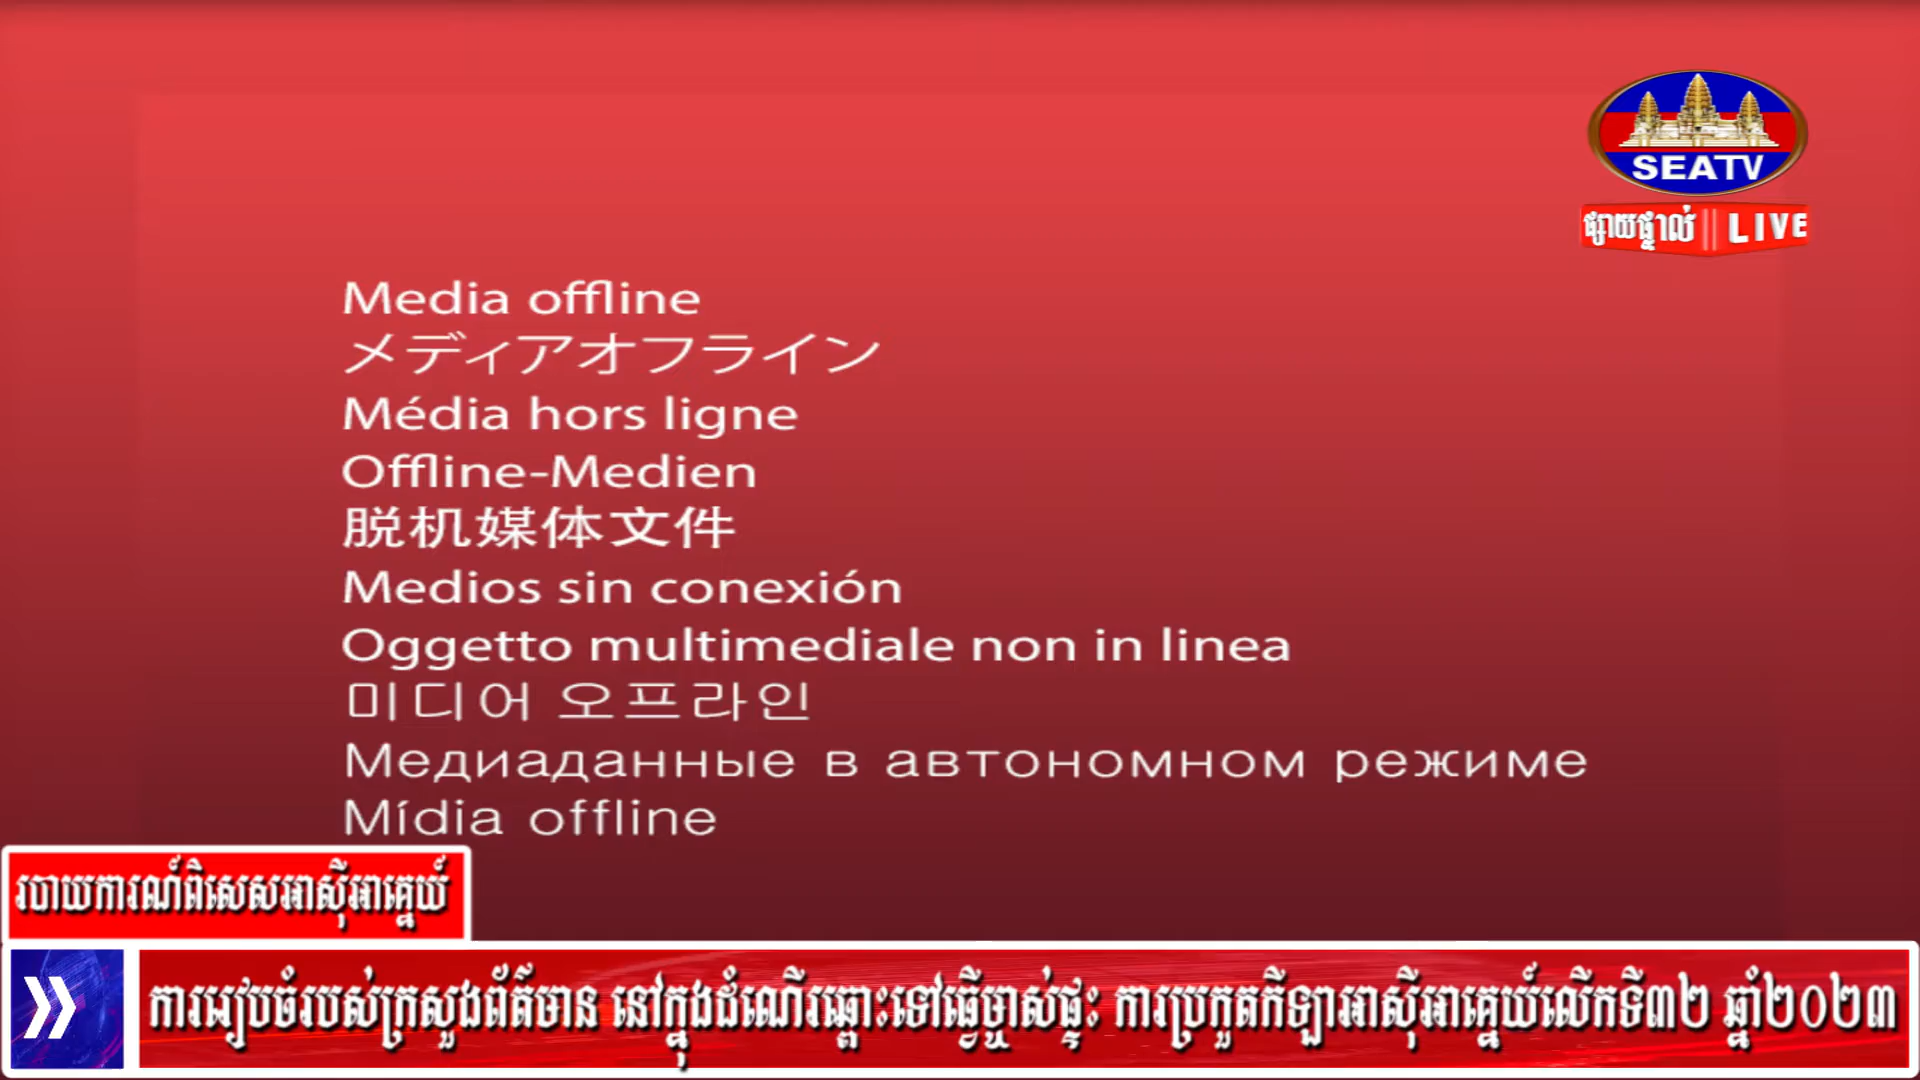 SEATV
ផ្សាយផ្ទាល់ || LIVE
Media offline
メディアオフライン
Média hors ligne
Offline-Medien
脱机媒体文件
Medios sin conexión
Oggetto multimediale non in linea
미디어 오프라인
Медиаданные в автономном режиме
Mídia offline
របាយការណ៍ពិសេសអាស៊ីអាគ្នេយ៍
ការរៀបចំរបស់ក្រសួងព័ត៌មាន នៅក្នុងដំណើរឆ្ពោះទៅធ្វើម្ចាស់ផ្ទះ ការប្រកួតកីឡាអាស៊ីអាគ្នេយ៍លើកទី៣២ ឆ្នាំ២០២៣